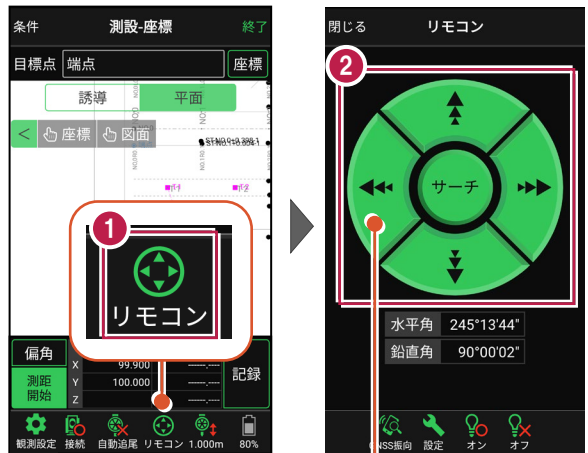 条件 測設-座標 終了
目標点 端点 座標
誘導 平面
< 座標 図面
1
リモコン
偏角
測距
開始
X 99.900 ------.----
Y 100.000 ------.----
Z ------.----
記録
観測設定 接続 自動追尾 リモコン 1.000m 80%
閉じる リモコン
2
サーチ
水平角 245°13'44"
鉛直角 90°00'02"
設定 オン オフ